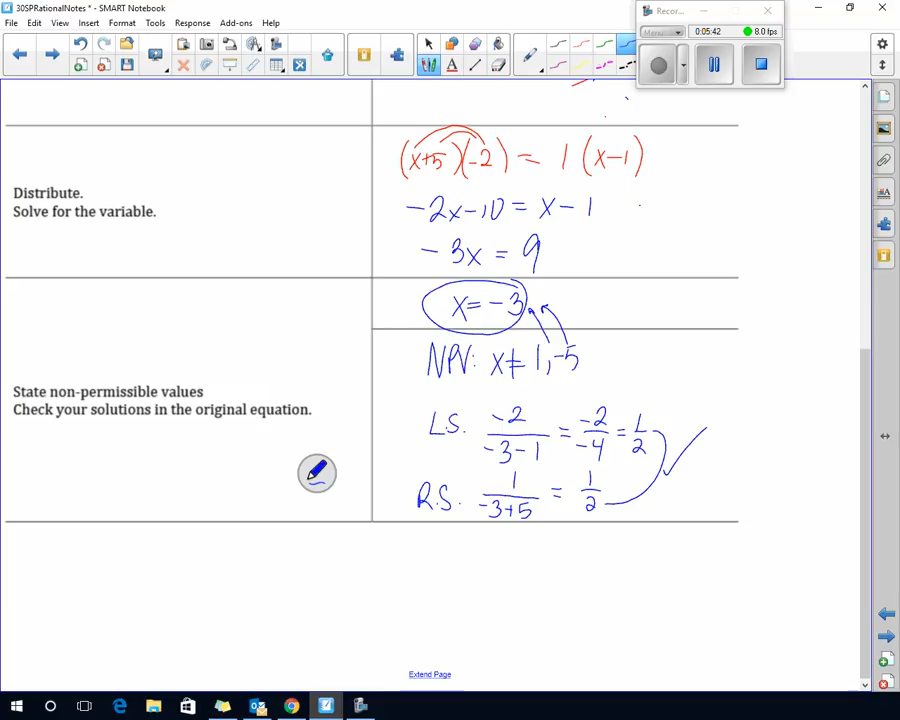 30SPRationalNotes * - SMART Notebook
File Edit View Insert Format Tools Response Add-ons Help
Recor...
Menu
0:05:42
8.0 fps
(x+5)(-2) = 1(x-1)
Distribute.
Solve for the variable.
-2x-10 = x-1
-3x = 9
x=-3
NPV: x≠1,-5
State non-permissible values
Check your solutions in the original equation.
L.S. -2/(-3-1) = -2/-4 = 1/2
R.S. 1/(-3+5) = 1/2
Extend Page